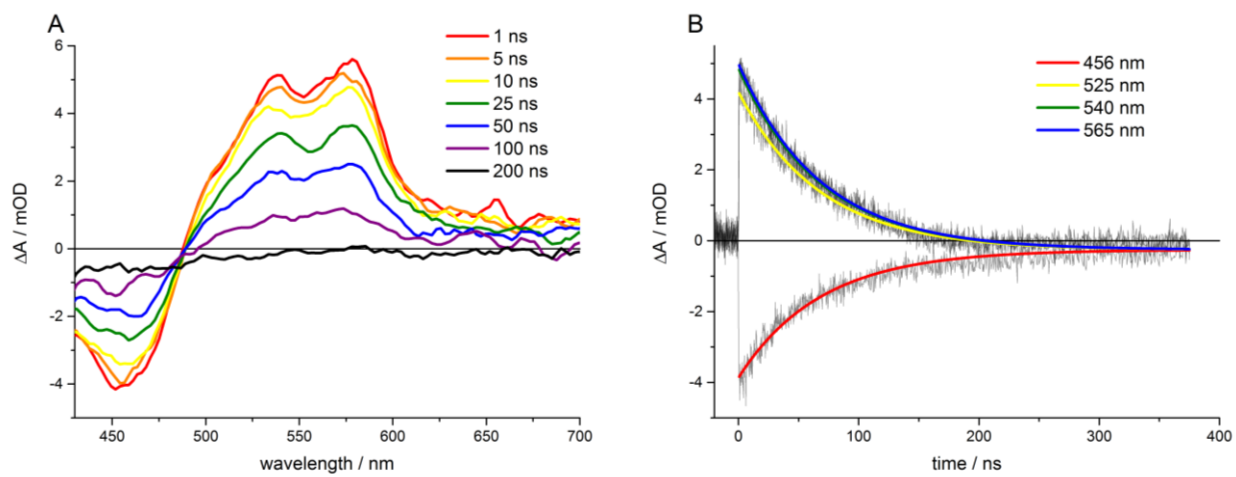 A
ΔA / mOD
6
4
2
0
-2
-4
450
500
550
600
650
700
wavelength / nm
1 ns
5 ns
10 ns
25 ns
50 ns
100 ns
200 ns
B
ΔA / mOD
4
2
0
-2
-4
0
100
200
300
400
time / ns
456 nm
525 nm
540 nm
565 nm